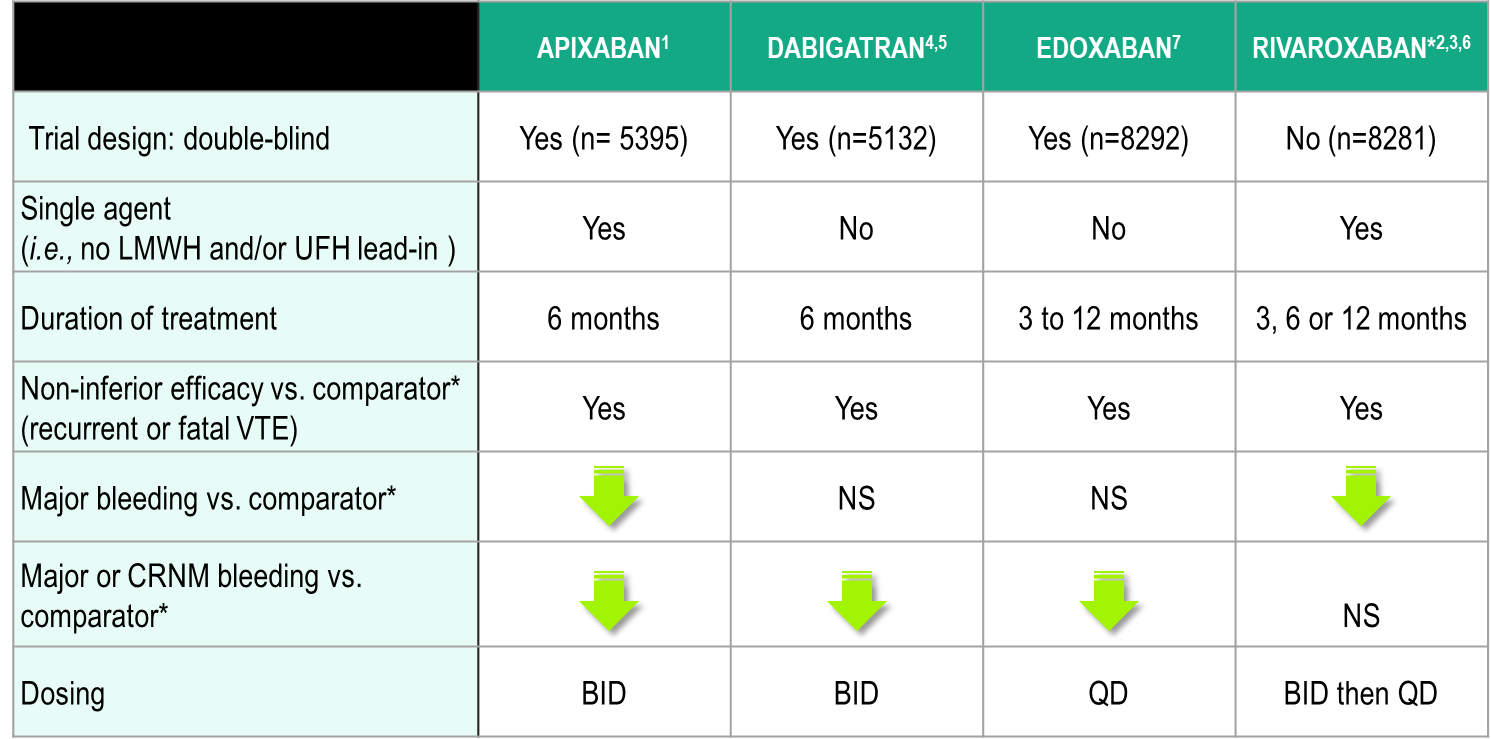 APIXABAN1 DABIGATRAN4,5 EDOXABAN7 RIVAROXABAN*2,3,6
Trial design: double-blind Yes (n= 5395) Yes (n=5132) Yes (n=8292) No (n=8281)
Single agent
(i.e., no LMWH and/or UFH lead-in ) Yes No No Yes
Duration of treatment 6 months 6 months 3 to 12 months 3, 6 or 12 months
Non-inferior efficacy vs. comparator*
(recurrent or fatal VTE) Yes Yes Yes Yes
Major bleeding vs. comparator* NS NS
Major or CRNM bleeding vs.
comparator* NS
Dosing BID BID QD BID then QD